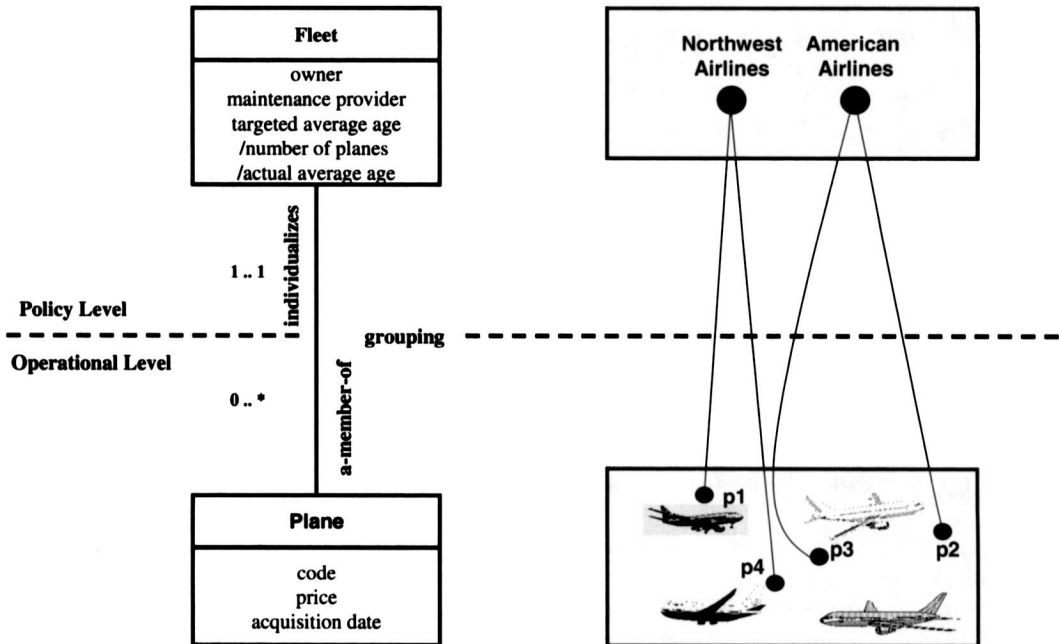 Fleet
owner
maintenance provider
targeted average age
/number of planes
/actual average age
individualizes
1 .. 1
Policy Level
grouping
Operational Level
0 .. *
a-member-of
Plane
code
price
acquisition date
Northwest
Airlines
American
Airlines
p1
p2
p3
p4